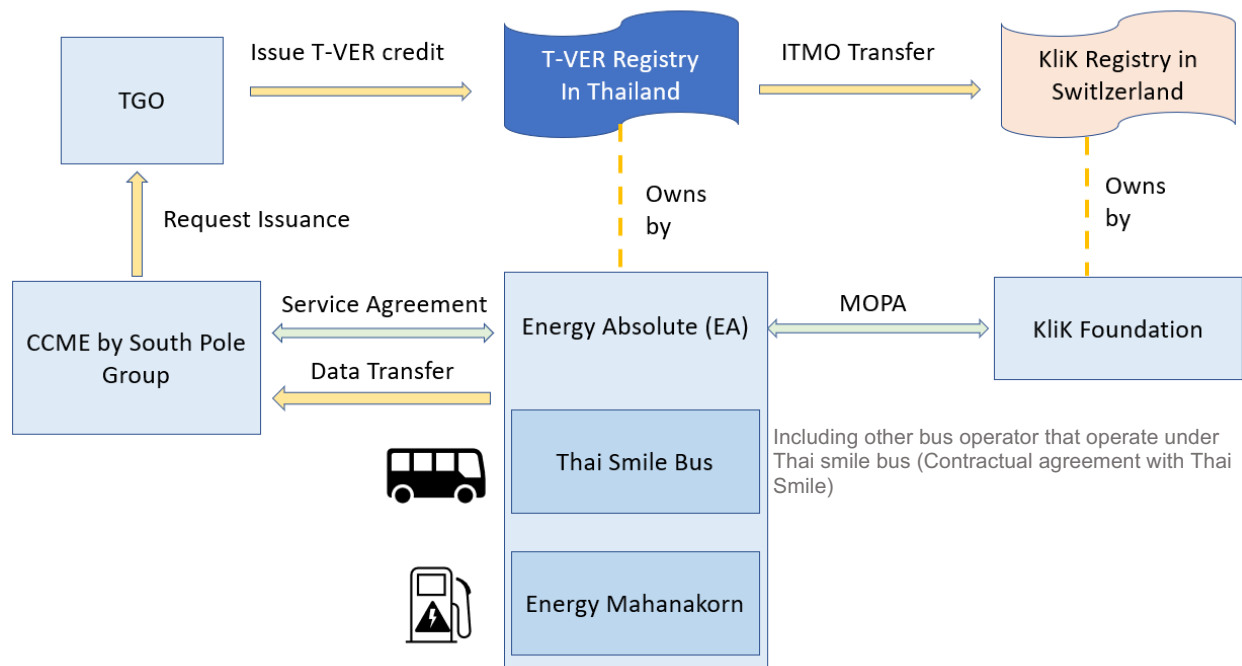 TGO
Issue T-VER credit
T-VER Registry
In Thailand
ITMO Transfer
KliK Registry in
Switlzerland
Request Issuance
Owns
by
Owns
by
CCME by South Pole
Group
Service Agreement
Data Transfer
Energy Absolute (EA)
MOPA
KliK Foundation
Thai Smile Bus
Including other bus operator that operate under
Thai smile bus (Contractual agreement with Thai
Smile)
Energy Mahanakorn